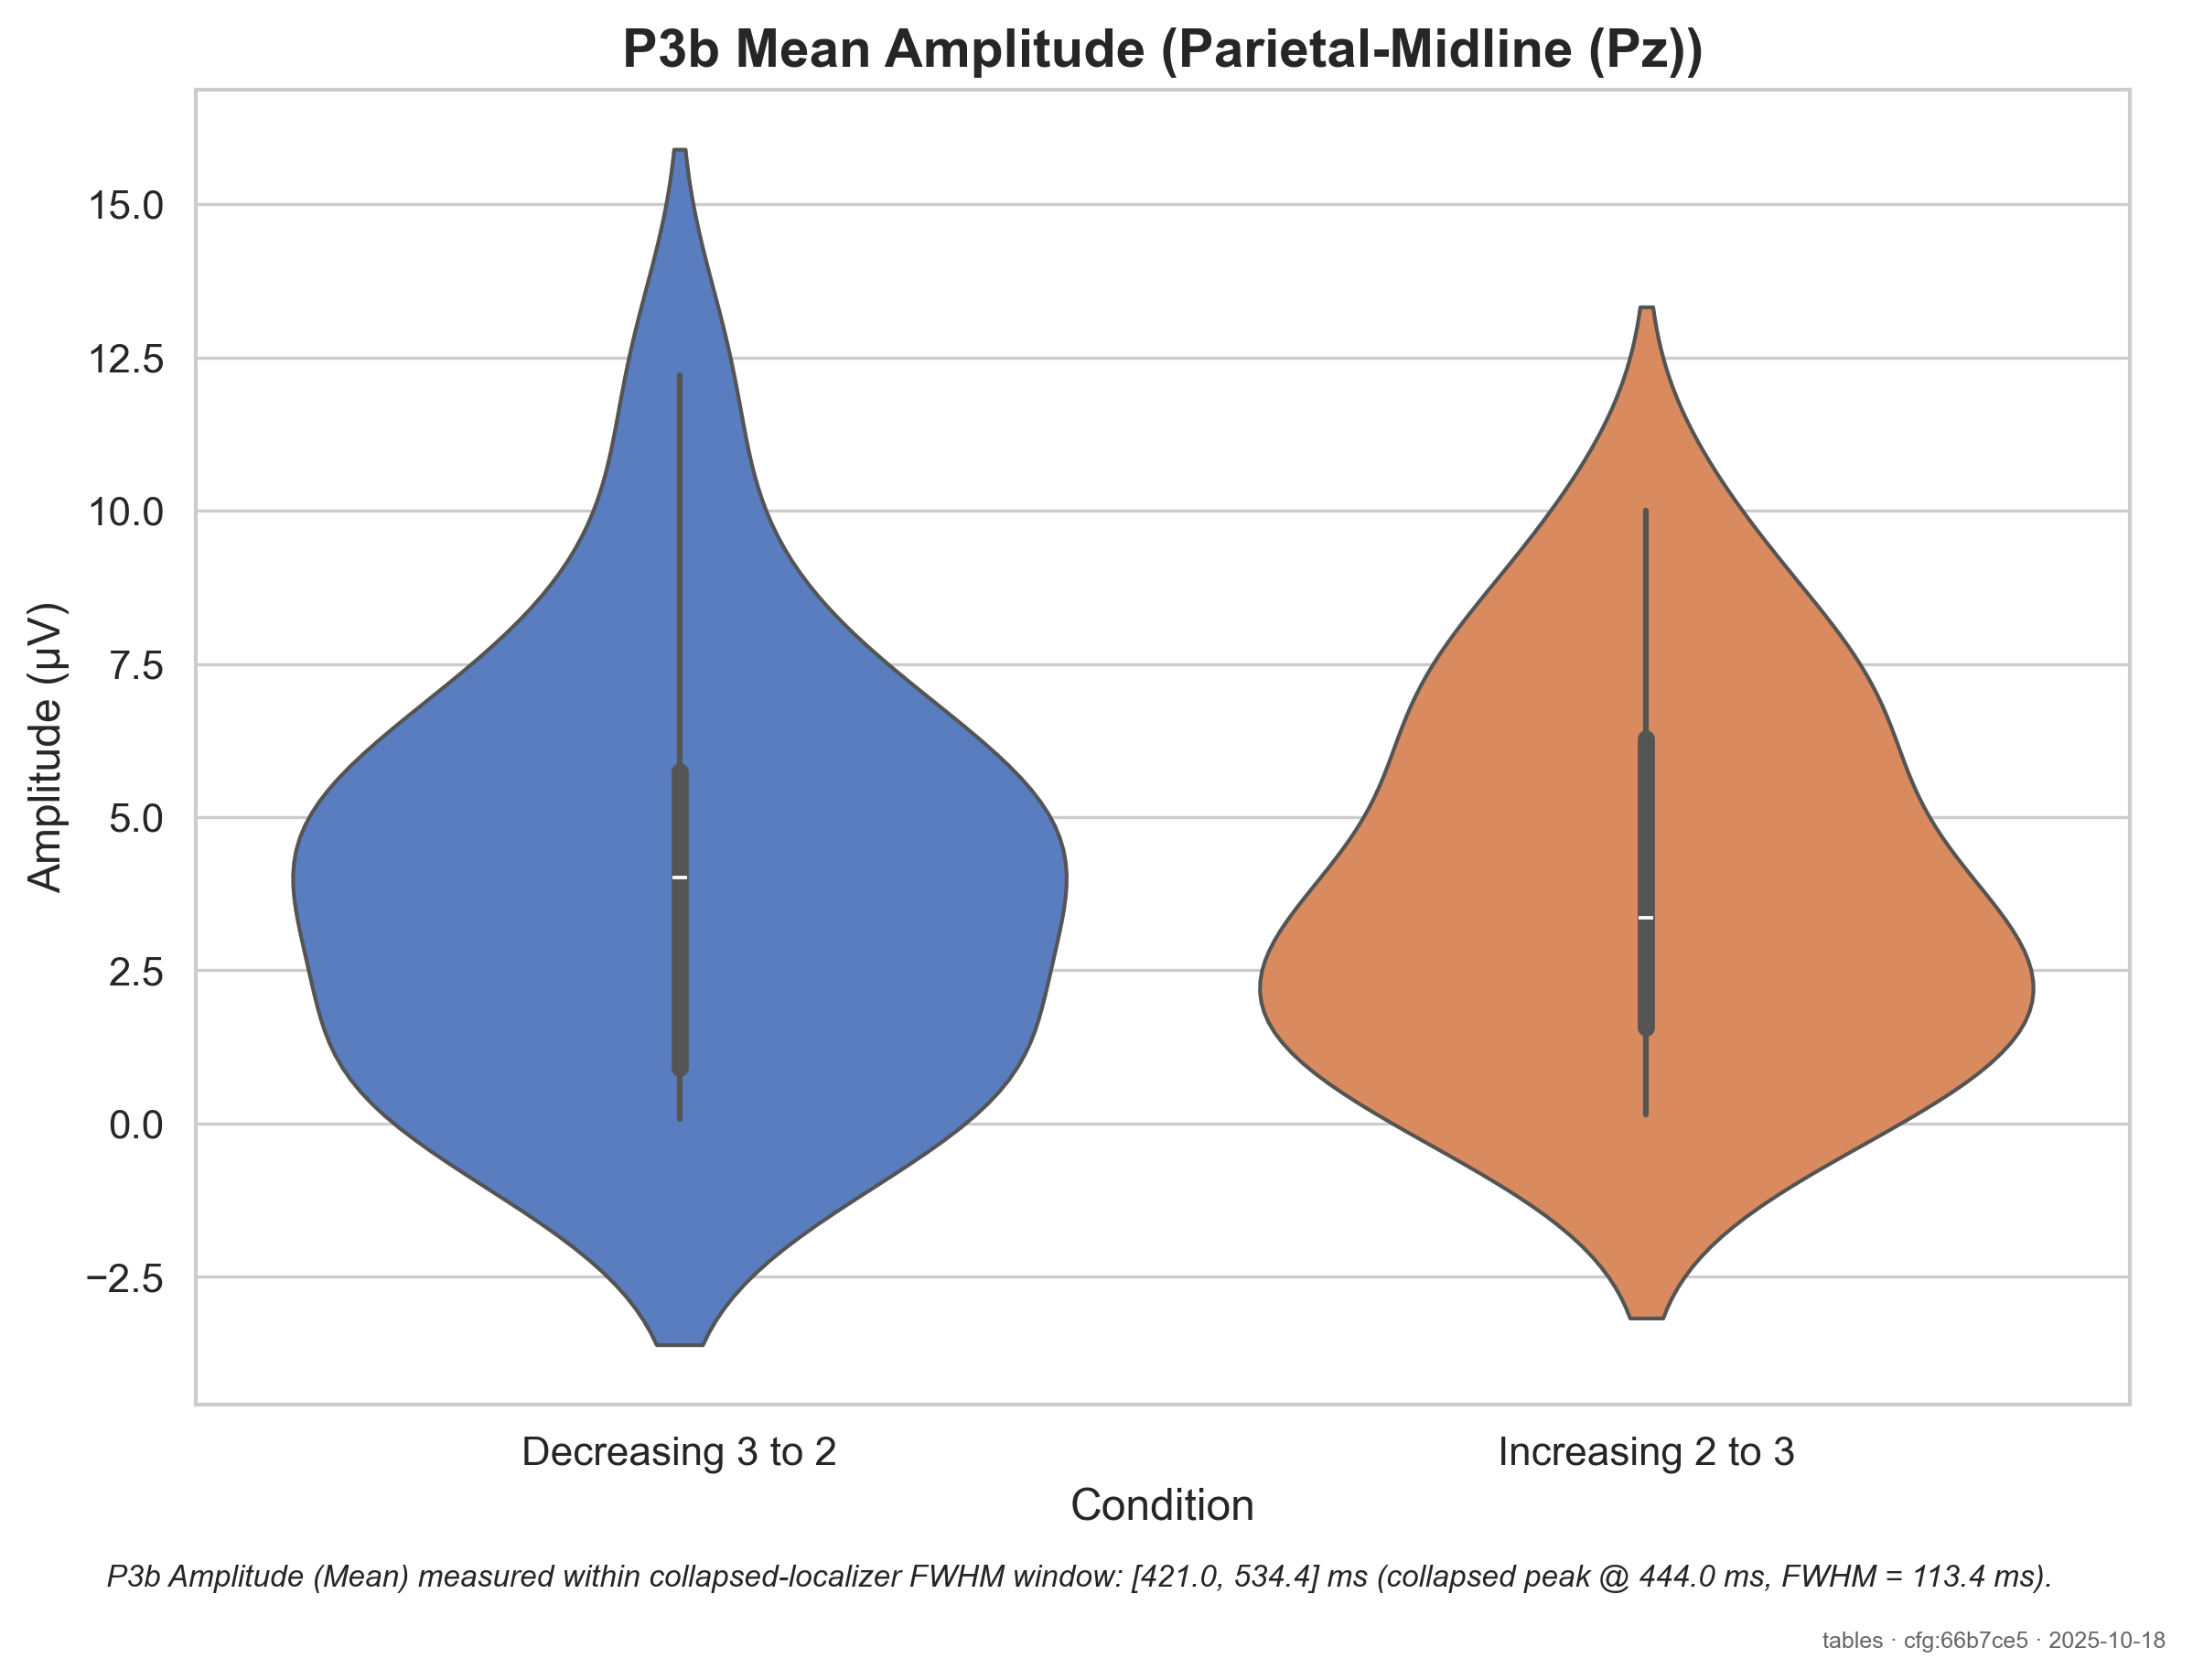 P3b Mean Amplitude (Parietal-Midline (Pz))
Amplitude (µV)
15.0
12.5
10.0
7.5
5.0
2.5
0.0
−2.5
Decreasing 3 to 2
Increasing 2 to 3
Condition
P3b Amplitude (Mean) measured within collapsed-localizer FWHM window: [421.0, 534.4] ms (collapsed peak @ 444.0 ms, FWHM = 113.4 ms).
tables · cfg:66b7ce5 · 2025-10-18